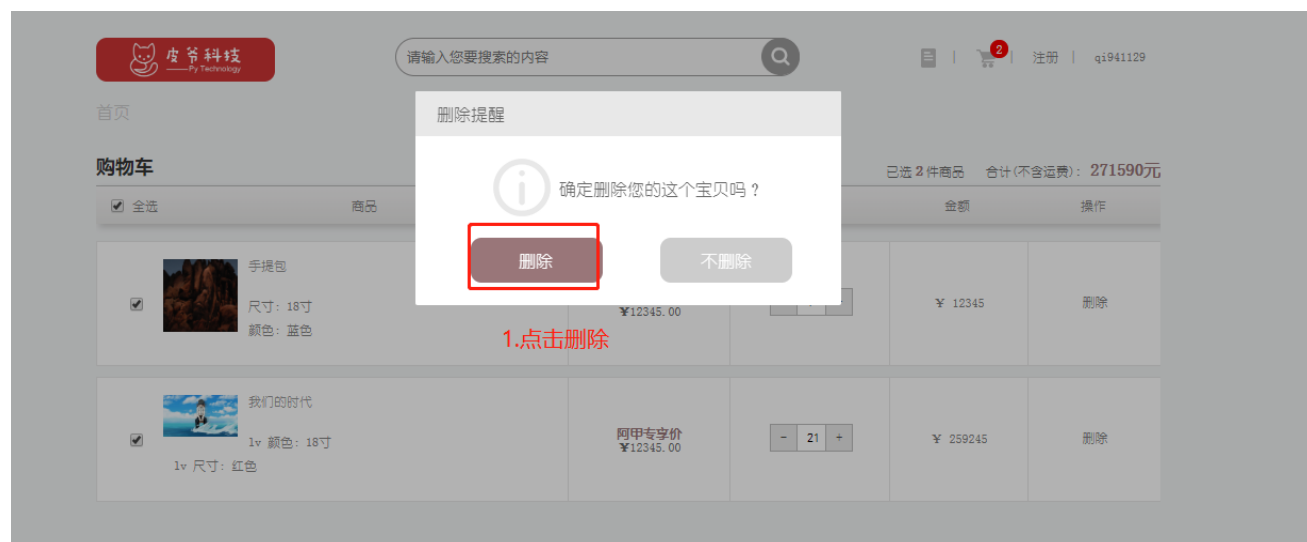 皮爷科技
Py Technology
请输入您要搜索的内容
2
注册
qi941129
首页
删除提醒
确定删除您的这个宝贝吗？
删除
不删除
购物车
已选 2 件商品 合计(不含运费): 271590元
全选
商品
金额
操作
手提包
尺寸: 18寸
颜色: 蓝色
¥12345.00
¥ 12345
删除
1.点击删除
我们的时代
lv 颜色: 18寸
lv 尺寸: 红色
阿甲专享价
¥12345.00
- 21 +
¥ 259245
删除